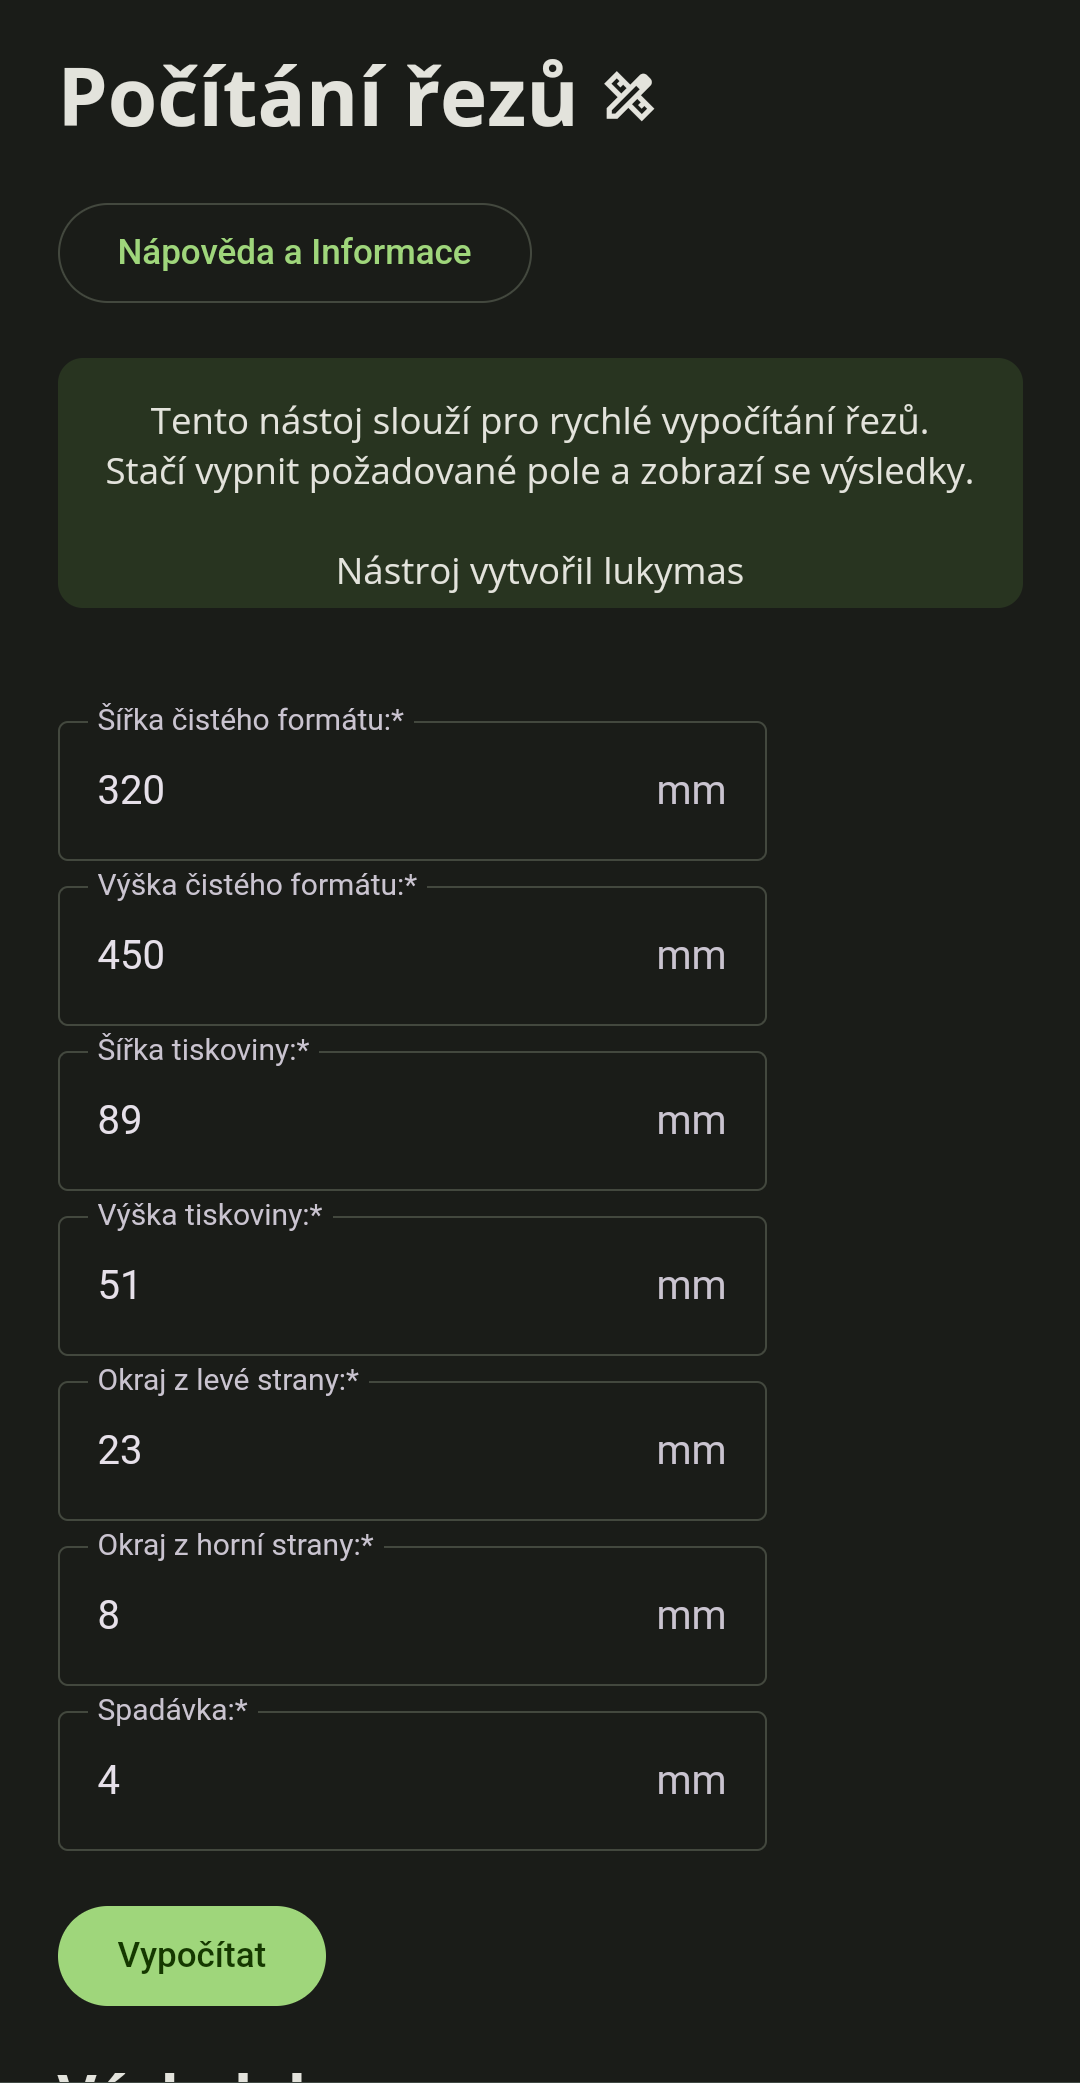 Počítání řezů
Nápověda a Informace
Tento nástoj slouží pro rychlé vypočítání řezů.
Stačí vypnit požadované pole a zobrazí se výsledky.
Nástroj vytvořil lukymas
Šířka čistého formátu:*
320 mm
Výška čistého formátu:*
450 mm
Šířka tiskoviny:*
89 mm
Výška tiskoviny:*
51 mm
Okraj z levé strany:*
23 mm
Okraj z horní strany:*
8 mm
Spadávka:*
4 mm
Vypočítat